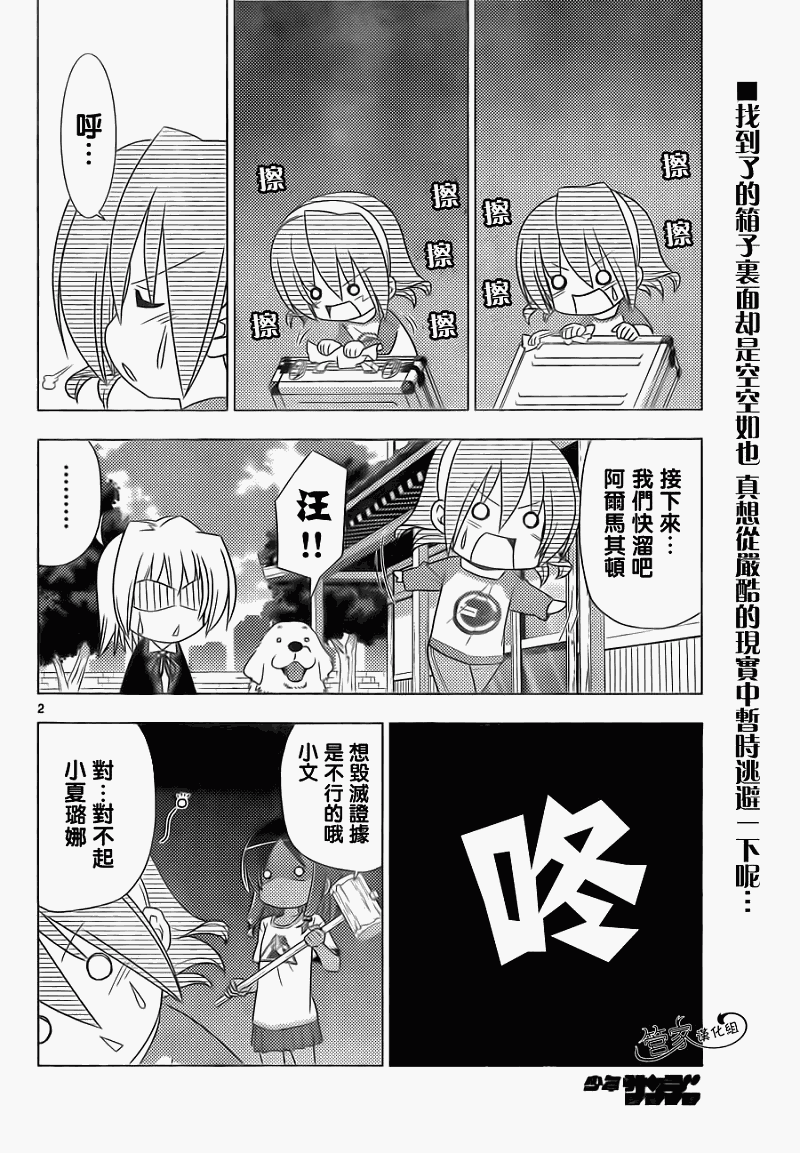 ■找到了的箱子裏面却是空空如也 真想從嚴酷的現實中暫時逃避一下呢…
擦
擦
擦
擦
擦
擦
擦
擦
呼…
接下來…
我們快溜吧
阿爾馬其頓
汪!!
………
咚
想毀滅證據
是不行的哦
小文
對…對不起
小夏璐娜
2
管家漢化組
少年サンデー